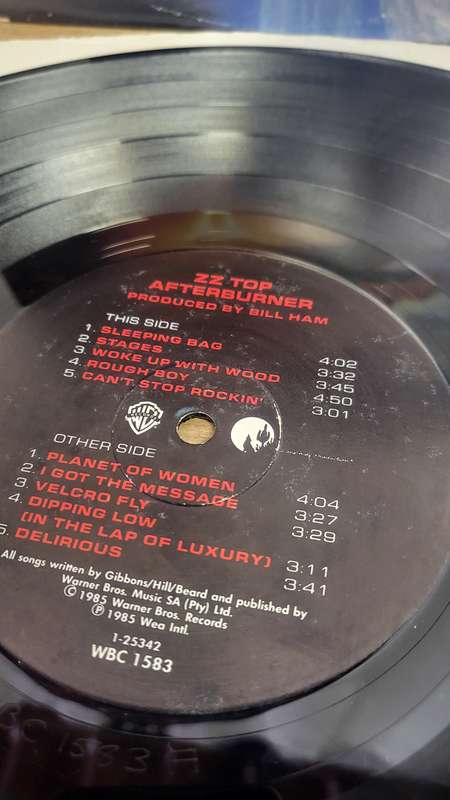 ZZ TOP
AFTERBURNER
PRODUCED BY BILL HAM
THIS SIDE
1. SLEEPING BAG 4:02
2. STAGES 3:32
3. WOKE UP WITH WOOD 3:45
4. ROUGH BOY 4:50
5. CAN'T STOP ROCKIN' 3:01
OTHER SIDE
1. PLANET OF WOMEN 4:04
2. I GOT THE MESSAGE 3:27
3. VELCRO FLY 3:29
4. DIPPING LOW
(IN THE LAP OF LUXURY) 3:11
5. DELIRIOUS 3:41
All songs written by Gibbons/Hill/Beard and published by
Warner Bros. Music SA (Pty) Ltd.
© 1985 Warner Bros. Records
℗ 1985 Wea Intl.
1-25342
WBC 1583
1583 A